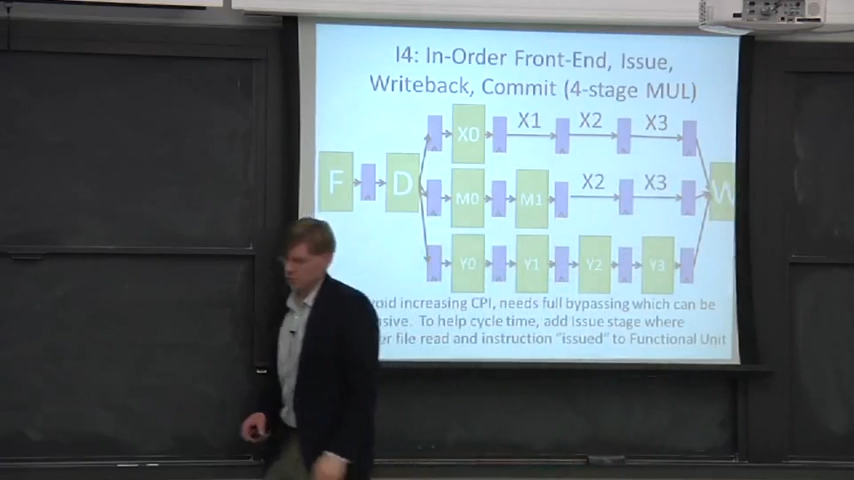 I4: In-Order Front-End, Issue,
Writeback, Commit (4-stage MUL)
X0 X1 X2 X3
F D M0 M1 X2 X3 W
Y0 Y1 Y2 Y3
increasing CPI, needs full bypassing which can be
To help cycle time, add Issue stage where
file read and instruction "issued" to Functional Unit